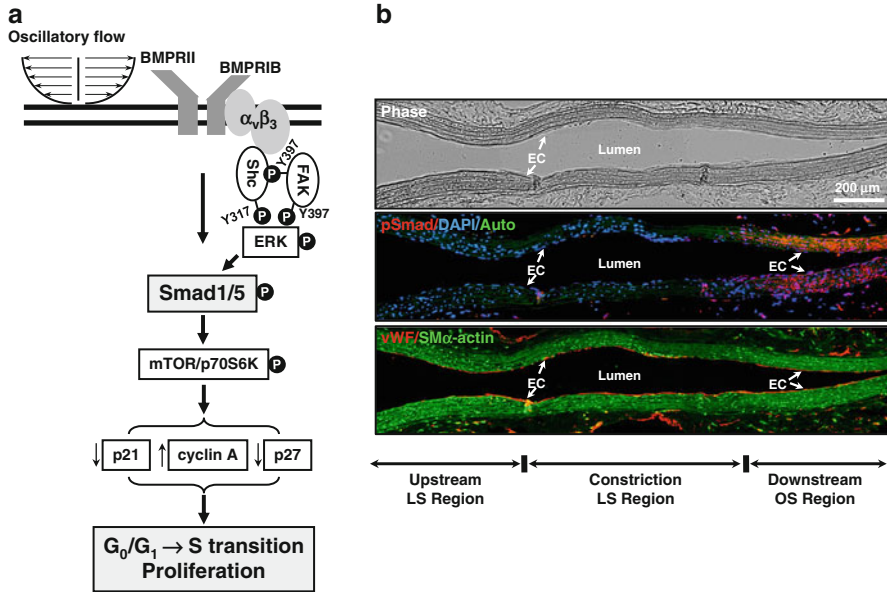 a
Oscillatory flow
BMPRII
BMPRIB
αvβ3
Y397
Shc
P
FAK
Y317
P
P
Y397
ERK
P
Smad1/5
P
mTOR/p70S6K
P
↓ p21
↑ cyclin A
↓ p27
G0/G1 → S transition
Proliferation
b
Phase
EC
Lumen
200 μm
pSmad/DAPI/Auto
EC
Lumen
EC
vWF/SMα-actin
EC
Lumen
EC
Upstream
LS Region
Constriction
LS Region
Downstream
OS Region